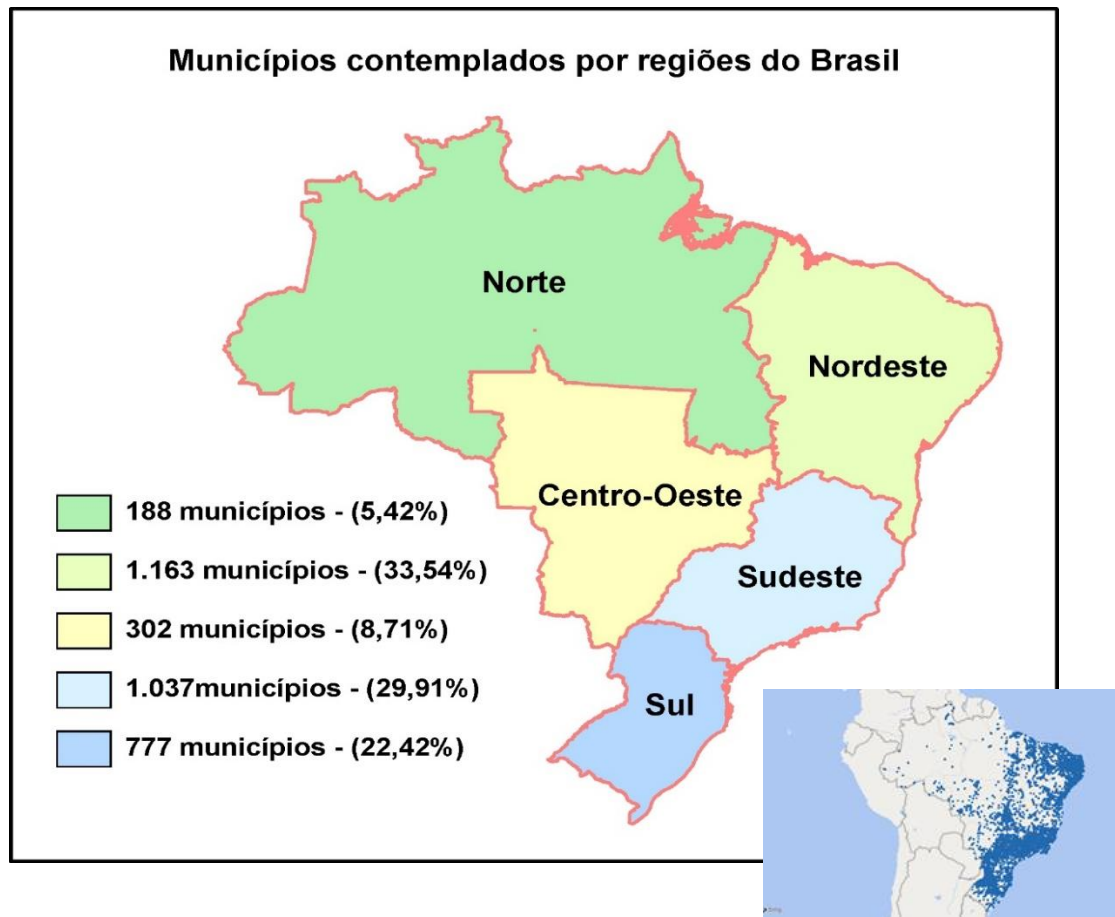 Municípios contemplados por regiões do Brasil
Norte
Nordeste
Centro-Oeste
Sudeste
Sul
188 municípios - (5,42%)
1.163 municípios - (33,54%)
302 municípios - (8,71%)
1.037municípios - (29,91%)
777 municípios - (22,42%)